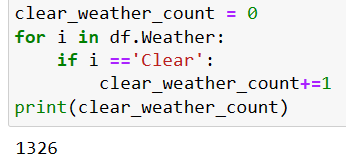 clear_weather_count = 0
for i in df.Weather:
    if i =='Clear':
        clear_weather_count+=1
print(clear_weather_count)
1326